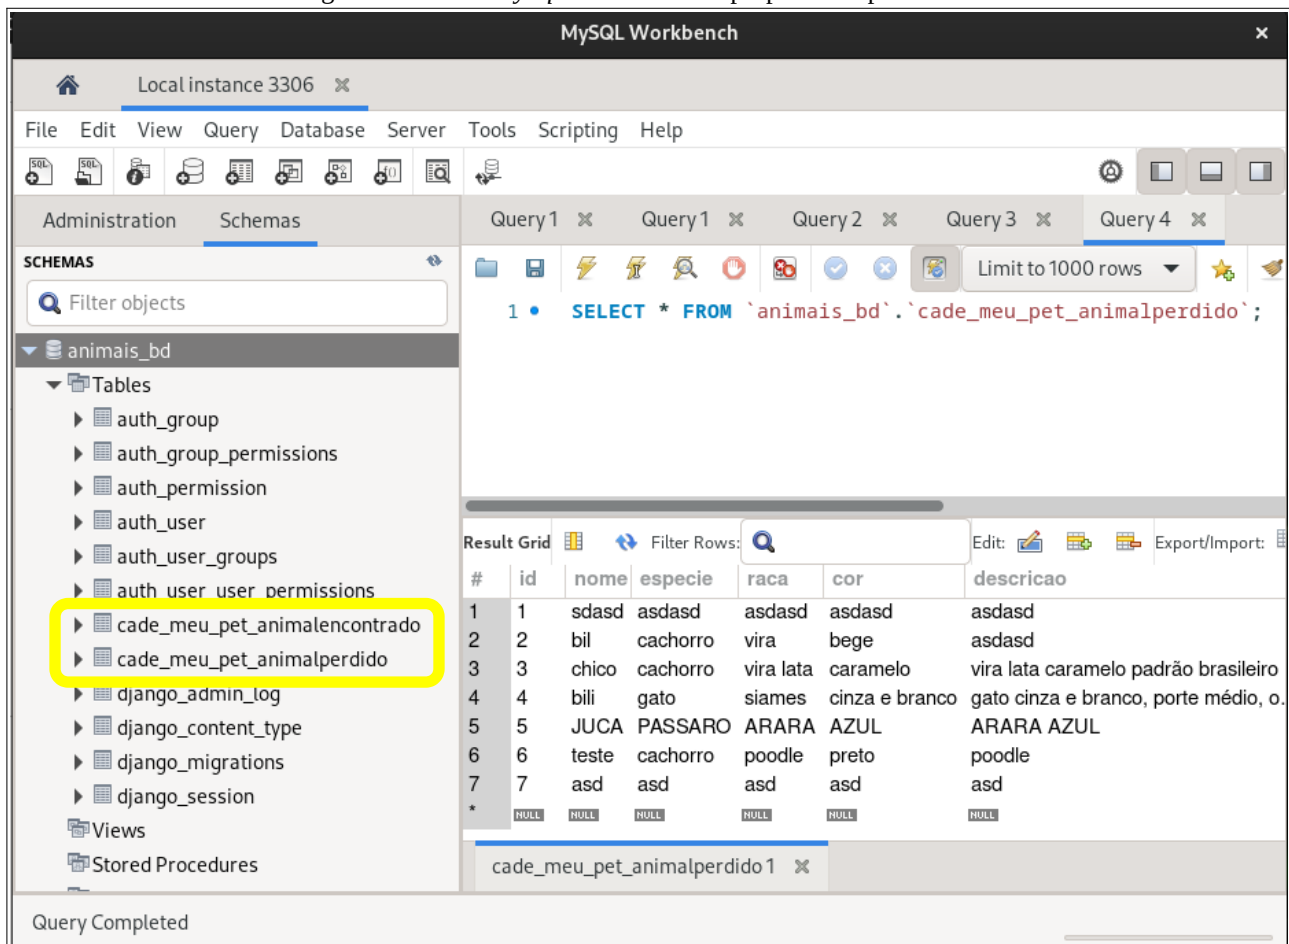 MySQL Workbench
Local instance 3306
File Edit View Query Database Server Tools Scripting Help
Administration Schemas
Query 1 Query 1 Query 2 Query 3 Query 4
SCHEMAS
Limit to 1000 rows
Filter objects
1 SELECT * FROM `animais_bd`.`cade_meu_pet_animalperdido`;
animais_bd
Tables
auth_group
auth_group_permissions
auth_permission
auth_user
auth_user_groups
auth_user_user_permissions
cade_meu_pet_animalencontrado
cade_meu_pet_animalperdido
django_admin_log
django_content_type
django_migrations
django_session
Views
Stored Procedures
Result Grid Filter Rows: Edit: Export/Import:
# id nome especie raca cor descricao
1 1 sdasd asdasd asdasd asdasd asdasd
2 2 bil cachorro vira bege asdasd
3 3 chico cachorro vira lata caramelo vira lata caramelo padrão brasileiro
4 4 bili gato siames cinza e branco gato cinza e branco, porte médio, o.
5 5 JUCA PASSARO ARARA AZUL ARARA AZUL
6 6 teste cachorro poodle preto poodle
7 7 asd asd asd asd asd
* NULL NULL NULL NULL NULL NULL
cade_meu_pet_animalperdido 1
Query Completed